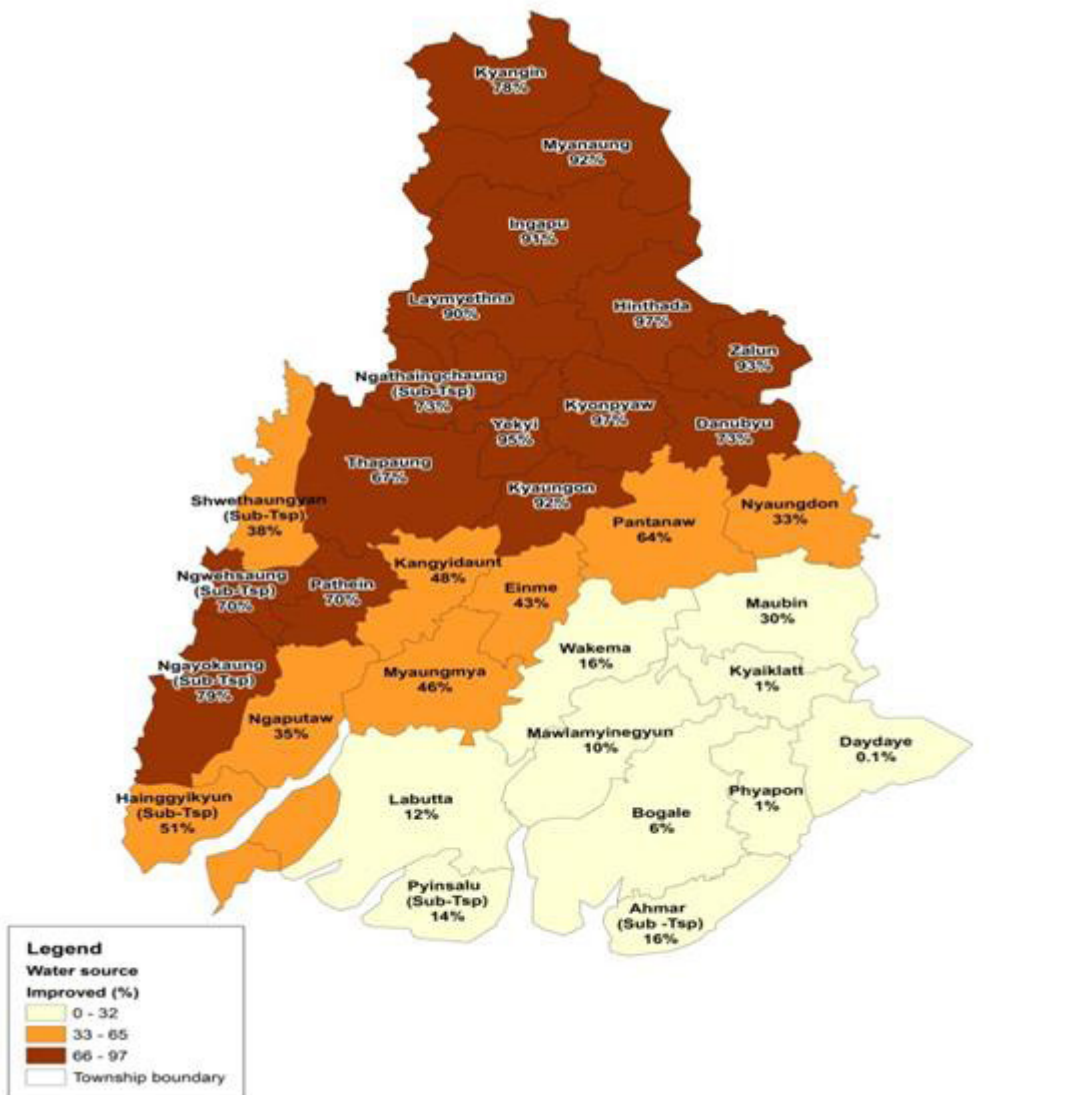 Kyangin
78%
Myanaung
92%
Ingapu
91%
Laymyethna
90%
Hinthada
97%
Zalun
93%
Ngathaingchaung
(Sub-Tsp)
73%
Yekyi
95%
Kyonpyaw
97%
Danubyu
73%
Thapaung
67%
Kyaungon
92%
Shwethaungyan
(Sub-Tsp)
38%
Pantanaw
64%
Nyaungdon
33%
Ngwehsaung
(Sub-Tsp)
70%
Pathein
70%
Kangyidaunt
48%
Einme
43%
Maubin
30%
Wakema
16%
Kyaiklatt
1%
Ngayokaung
(Sub-Tsp)
79%
Myaungmya
46%
Ngaputaw
35%
Mawlamyinegyun
10%
Daydaye
0.1%
Hainggyikyun
(Sub-Tsp)
51%
Labutta
12%
Bogale
6%
Phyapon
1%
Pyinsalu
(Sub-Tsp)
14%
Ahmar
(Sub -Tsp)
16%
Legend
Water source
Improved (%)
0 - 32
33 - 65
66 - 97
Township boundary